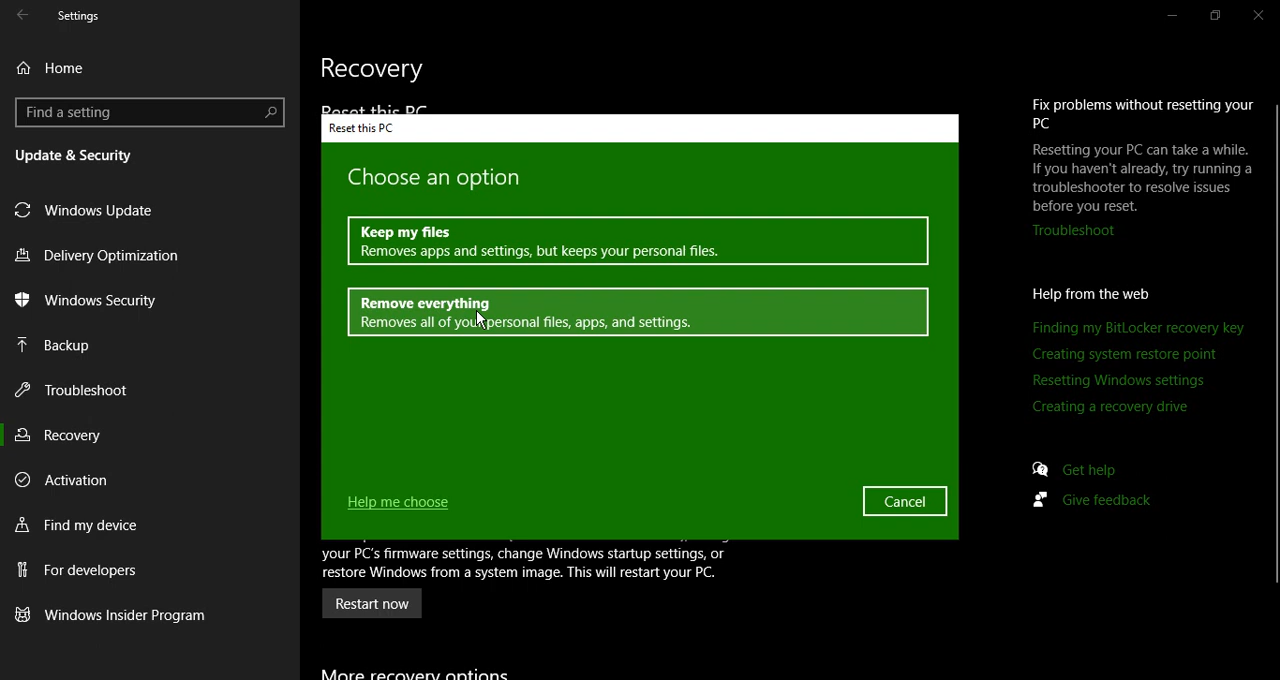 Settings
Home
Find a setting
Update & Security
Windows Update
Delivery Optimization
Windows Security
Backup
Troubleshoot
Recovery
Activation
Find my device
For developers
Windows Insider Program
Recovery
Reset this PC
Reset this PC
Choose an option
Keep my files
Removes apps and settings, but keeps your personal files.
Remove everything
Removes all of your personal files, apps, and settings.
Help me choose
Cancel
your PC's firmware settings, change Windows startup settings, or
restore Windows from a system image. This will restart your PC.
Restart now
More recovery options
Fix problems without resetting your
PC
Resetting your PC can take a while.
If you haven't already, try running a
troubleshooter to resolve issues
before you reset.
Troubleshoot
Help from the web
Finding my BitLocker recovery key
Creating system restore point
Resetting Windows settings
Creating a recovery drive
Get help
Give feedback